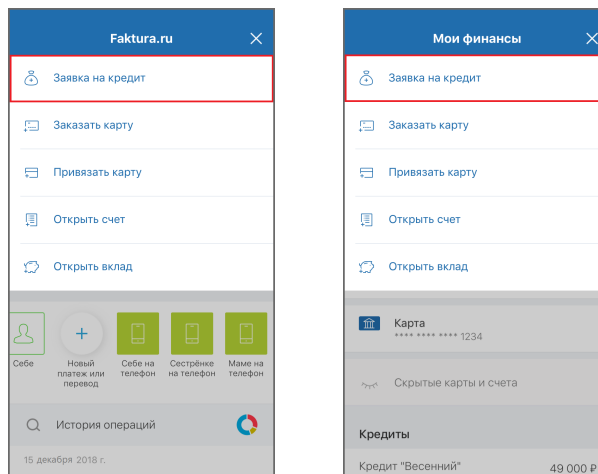 Faktura.ru
Заявка на кредит
Заказать карту
Привязать карту
Открыть счет
Открыть вклад
Себе
Новый
платеж или
перевод
Себе на
телефон
Сестрёнке
на телефон
Маме на
телефон
История операций
15 декабря 2018 г.
Мои финансы
Заявка на кредит
Заказать карту
Привязать карту
Открыть счет
Открыть вклад
Карта
**** **** **** 1234
Скрытые карты и счета
Кредиты
Кредит "Весенний"
49 000 ₽